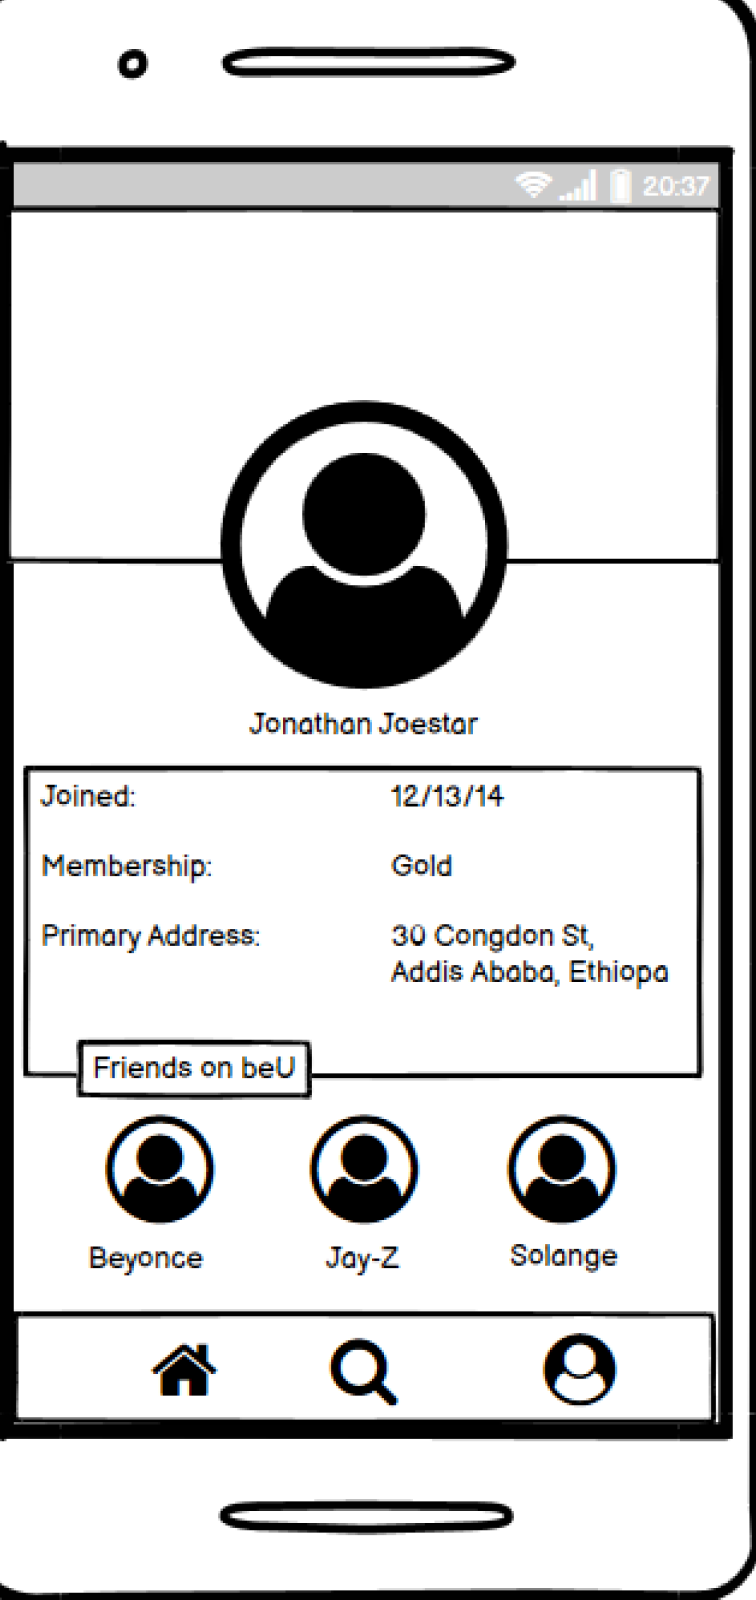 20:37
Jonathan Joestar
Joined: 12/13/14
Membership: Gold
Primary Address: 30 Congdon St,
Addis Ababa, Ethiopa
Friends on beU
Beyonce Jay-Z Solange